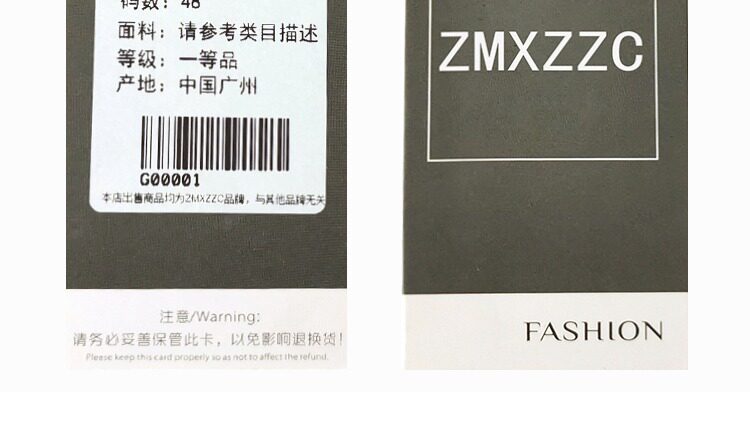 码数：48
面料：请参考类目描述
等级：一等品
产地：中国广州
G00001
本店出售商品均为ZMXZZC品牌，与其他品牌无关
注意/Warning:
请务必妥善保管此卡，以免影响退换货！
Please keep this card properly so as not to affect the refund.
ZMXZZC
FASHION